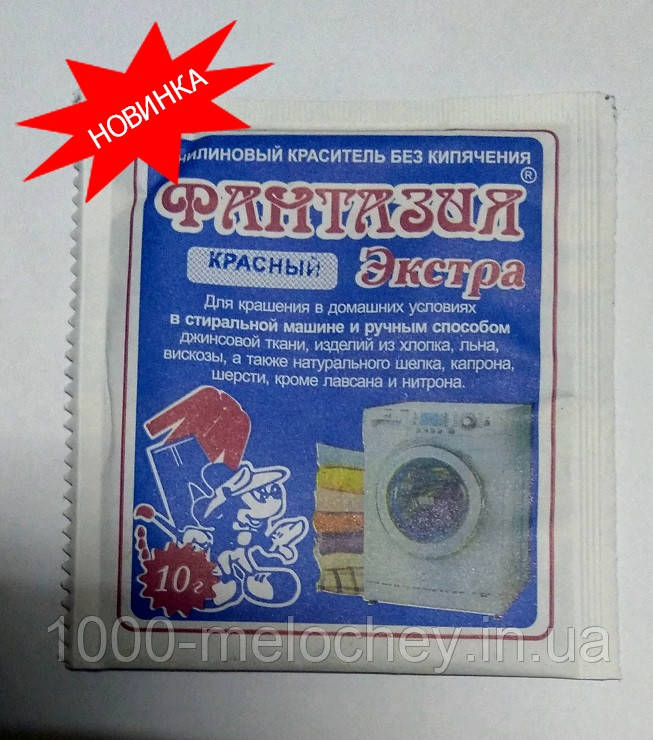 НОВИНКА
АНИЛИНОВЫЙ КРАСИТЕЛЬ БЕЗ КИПЯЧЕНИЯ
ФАНТАЗИЯ ®
КРАСНЫЙ
Экстра
Для крашения в домашних условиях
в стиральной машине и ручным способом
джинсовой ткани, изделий из хлопка, льна,
вискозы, а также натурального шелка, капрона,
шерсти, кроме лавсана и нитрона.
10 г
1000-melochey.in.ua